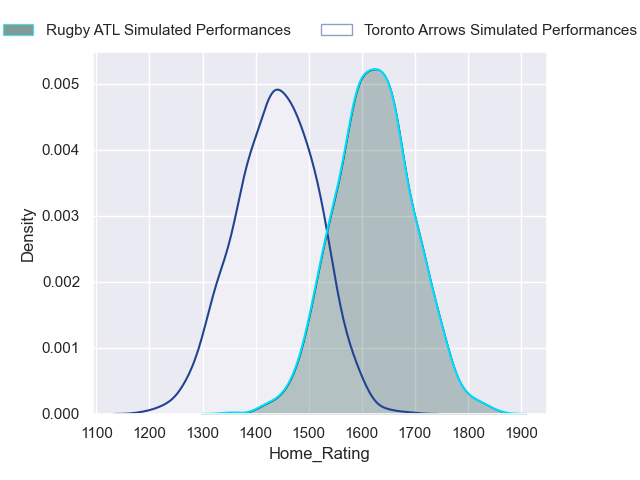 Rugby ATL Simulated Performances Toronto Arrows Simulated Performances
0.005
0.004
0.003
0.002
0.001
0.000
Density
1100 1200 1300 1400 1500 1600 1700 1800 1900
Home_Rating